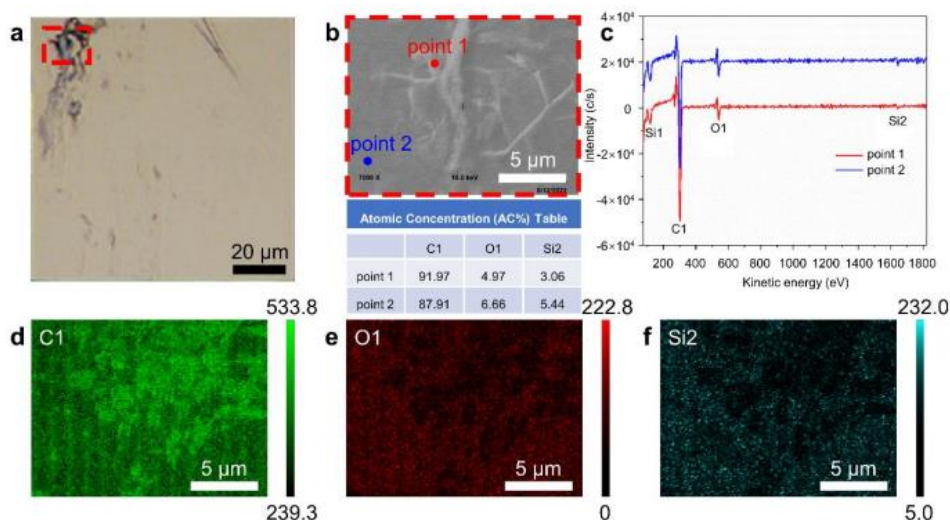 a
20 μm
b
point 1
point 2
5 μm
7000 X
10.0 keV
Atomic Concentration (AC%) Table
C1 O1 Si2
point 1 91.97 4.97 3.06
point 2 87.91 6.66 5.44
c
Intensity (c/s)
4×10⁴
2×10⁴
0
-2×10⁴
-4×10⁴
-6×10⁴
Si1
C1
O1
Si2
point 1
point 2
200 400 600 800 1000 1200 1400 1600 1800
Kinetic energy (eV)
d
C1
5 μm
533.8
239.3
e
O1
5 μm
222.8
0
f
Si2
5 μm
232.0
5.0